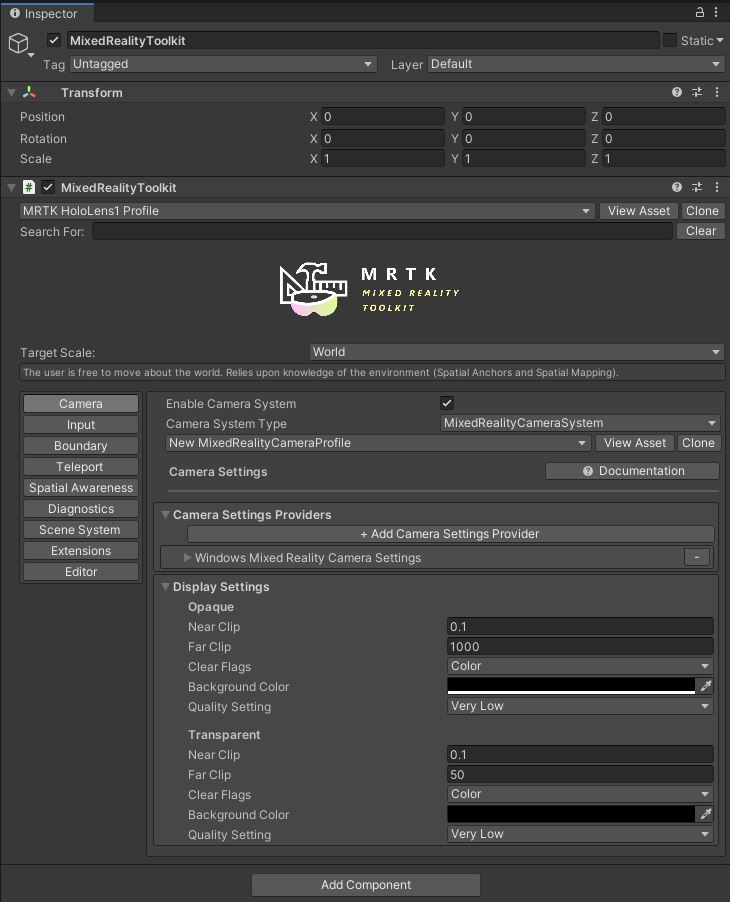 Inspector
MixedRealityToolkit Static
Tag Untagged Layer Default
Transform
Position X 0 Y 0 Z 0
Rotation X 0 Y 0 Z 0
Scale X 1 Y 1 Z 1
# MixedRealityToolkit
MRTK HoloLens1 Profile View Asset Clone
Search For: Clear
MRTK
MIXED REALITY
TOOLKIT
Target Scale: World
The user is free to move about the world. Relies upon knowledge of the environment (Spatial Anchors and Spatial Mapping).
Camera
Input
Boundary
Teleport
Spatial Awareness
Diagnostics
Scene System
Extensions
Editor
Enable Camera System
Camera System Type MixedRealityCameraSystem
New MixedRealityCameraProfile View Asset Clone
Camera Settings Documentation
Camera Settings Providers
+ Add Camera Settings Provider
Windows Mixed Reality Camera Settings -
Display Settings
Opaque
Near Clip 0.1
Far Clip 1000
Clear Flags Color
Background Color
Quality Setting Very Low
Transparent
Near Clip 0.1
Far Clip 50
Clear Flags Color
Background Color
Quality Setting Very Low
Add Component